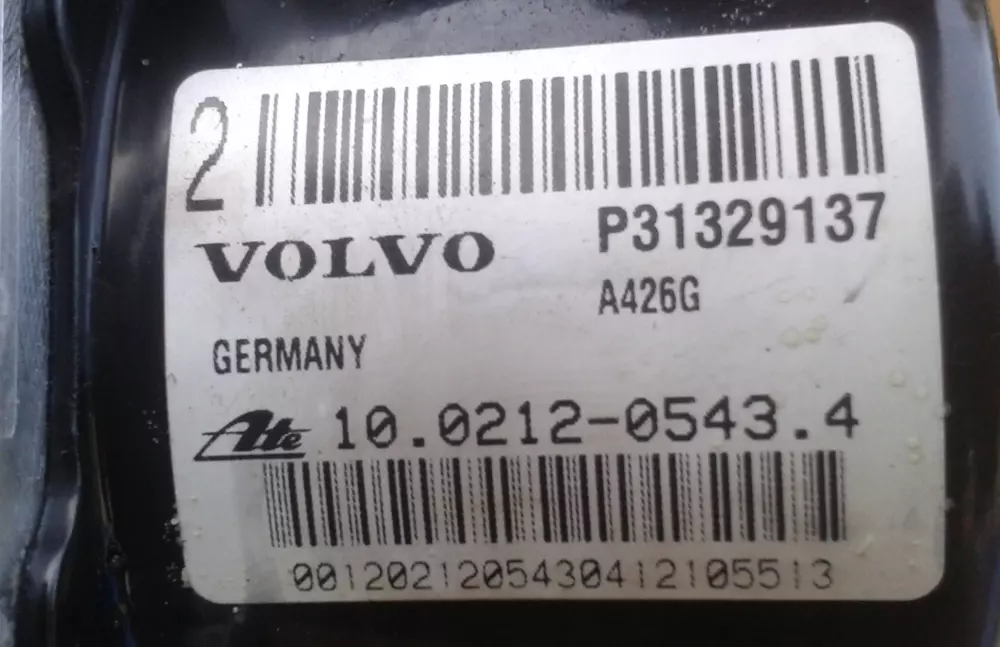 2
VOLVO
P31329137
A426G
GERMANY
Ate 10.0212-0543.4
0012021205430412105513